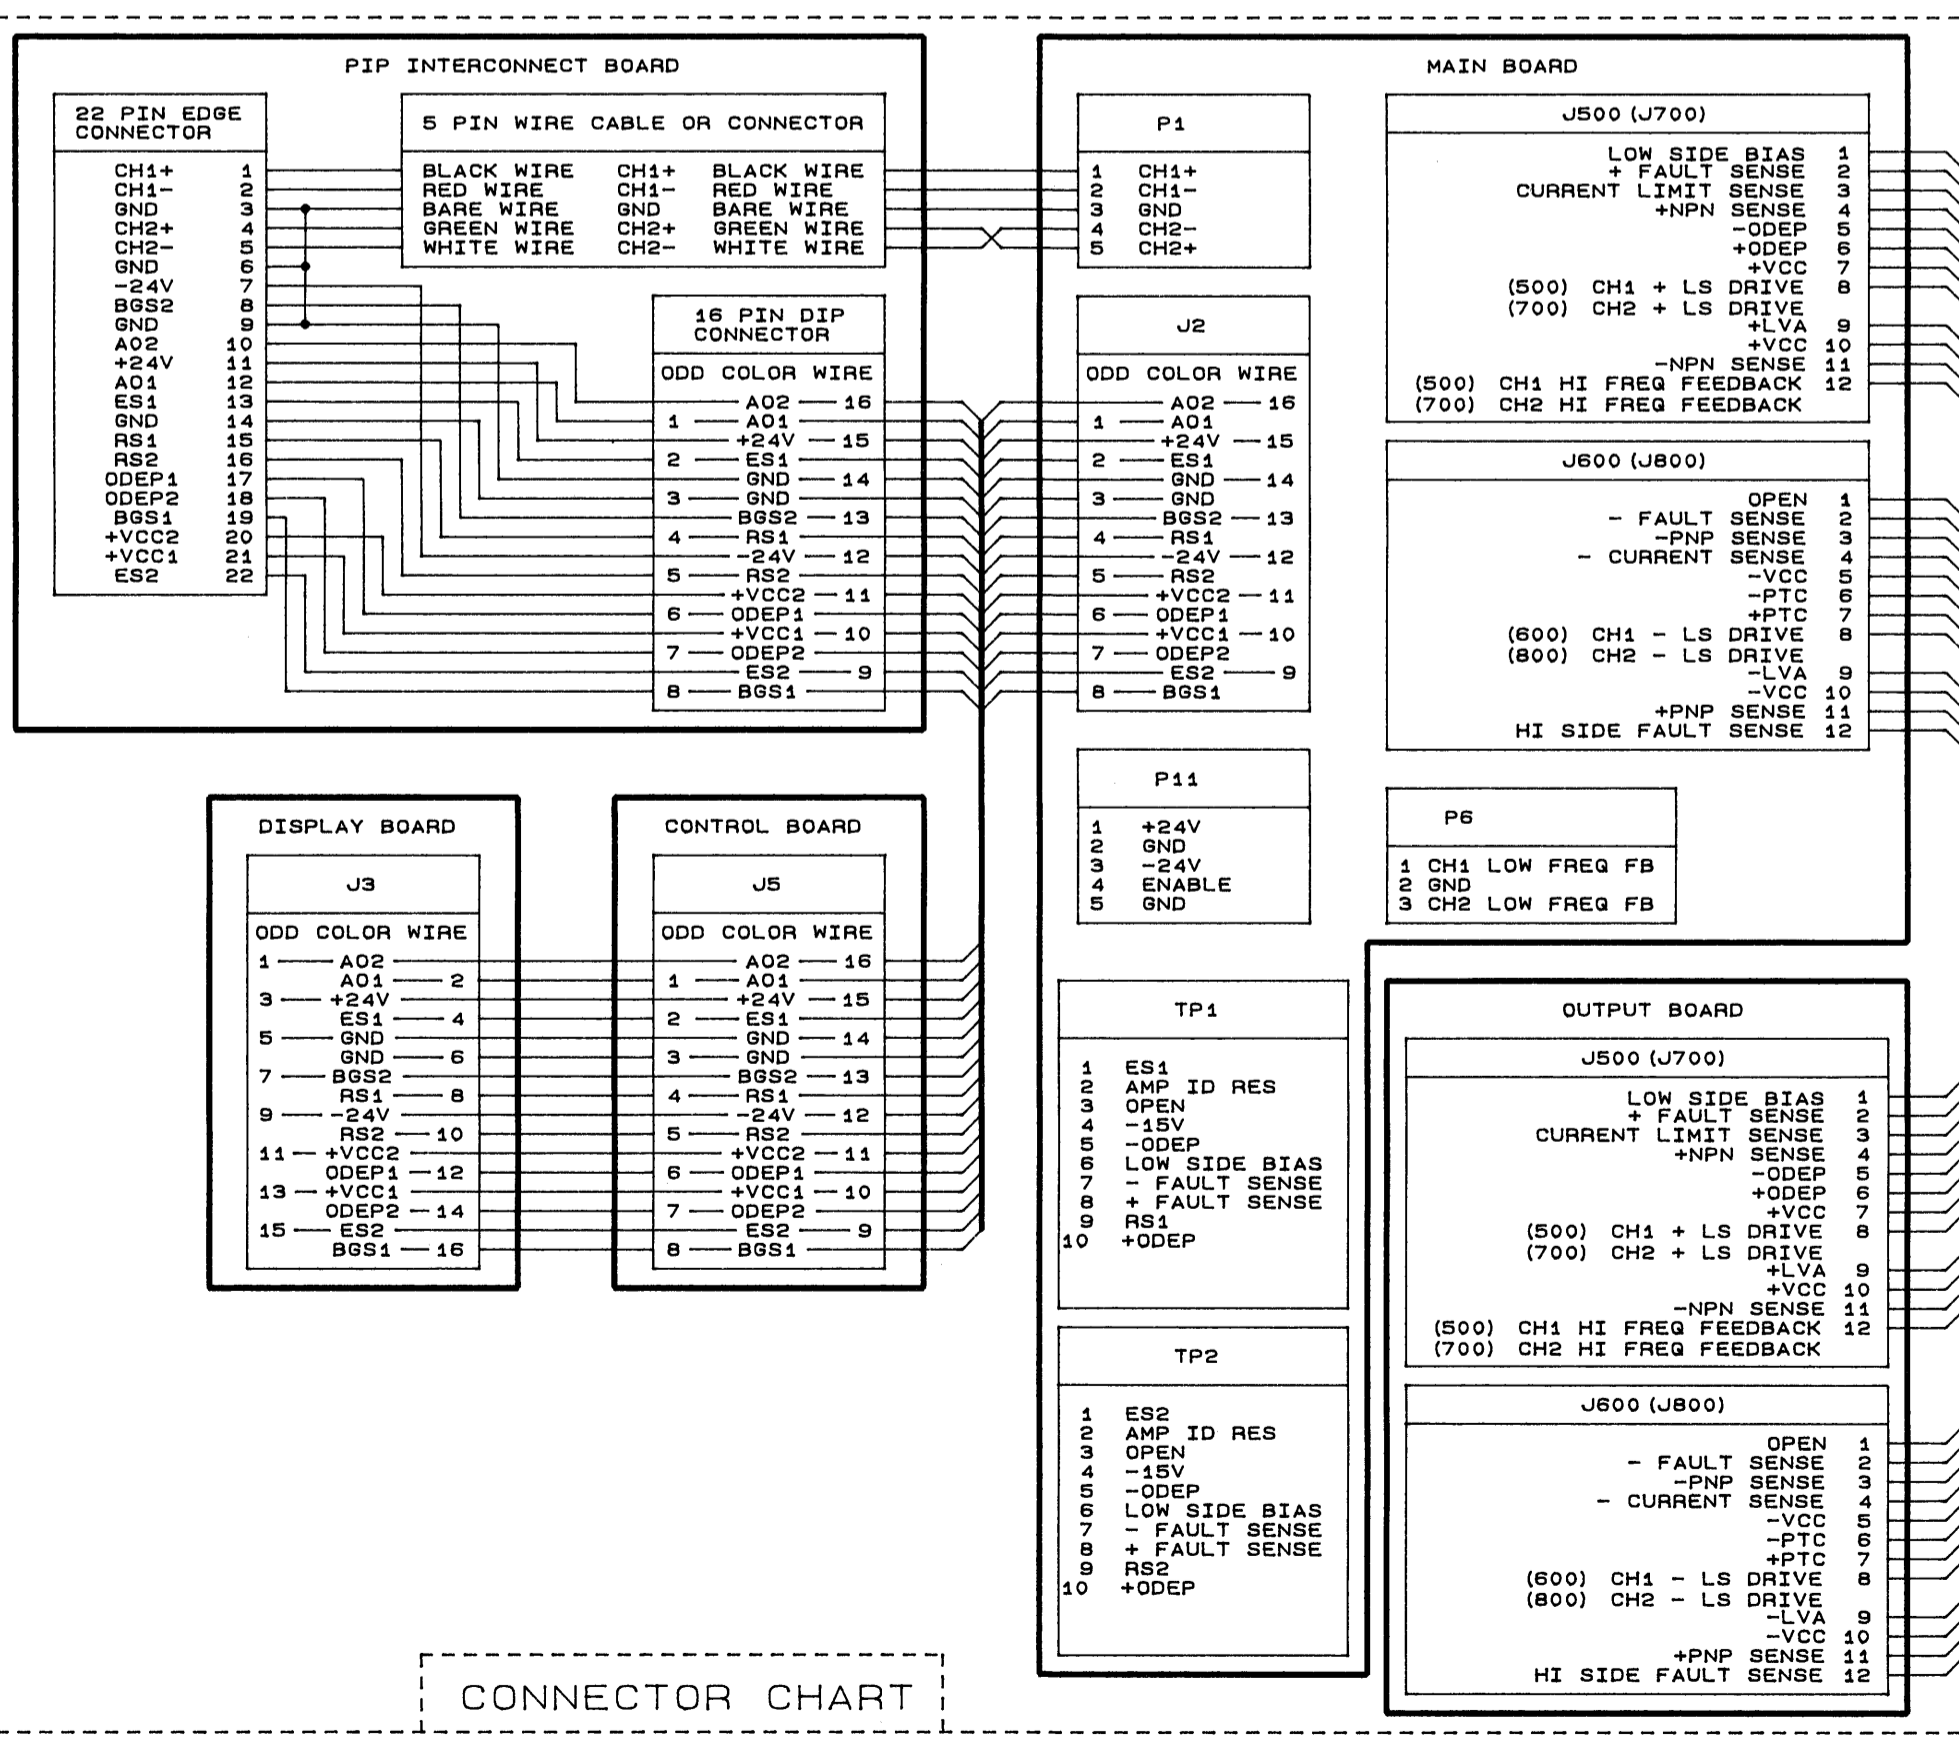 PIP INTERCONNECT BOARD
22 PIN EDGE
CONNECTOR
CH1+ 1
CH1- 2
GND 3
CH2+ 4
CH2- 5
GND 6
-24V 7
BGS2 8
GND 9
AO2 10
+24V 11
AO1 12
ES1 13
GND 14
RS1 15
RS2 16
ODEP1 17
ODEP2 18
BGS1 19
+VCC2 20
+VCC1 21
ES2 22
5 PIN WIRE CABLE OR CONNECTOR
BLACK WIRE CH1+ BLACK WIRE
RED WIRE CH1- RED WIRE
BARE WIRE GND BARE WIRE
GREEN WIRE CH2+ GREEN WIRE
WHITE WIRE CH2- WHITE WIRE
16 PIN DIP
CONNECTOR
ODD COLOR WIRE
AO2 16
1 AO1
+24V 15
2 ES1
GND 14
3 GND
BGS2 13
4 RS1
-24V 12
5 RS2
+VCC2 11
6 ODEP1
+VCC1 10
7 ODEP2
ES2 9
8 BGS1
DISPLAY BOARD
J3
ODD COLOR WIRE
1 AO2
AO1 2
3 +24V
ES1 4
5 GND
GND 6
7 BGS2
RS1 8
9 -24V
RS2 10
11 +VCC2
ODEP1 12
13 +VCC1
ODEP2 14
15 ES2
BGS1 16
CONTROL BOARD
J5
ODD COLOR WIRE
AO2 16
1 AO1
+24V 15
2 ES1
GND 14
3 GND
BGS2 13
4 RS1
-24V 12
5 RS2
+VCC2 11
6 ODEP1
+VCC1 10
7 ODEP2
ES2 9
8 BGS1
MAIN BOARD
P1
1 CH1+
2 CH1-
3 GND
4 CH2-
5 CH2+
J2
ODD COLOR WIRE
AO2 16
1 AO1
+24V 15
2 ES1
GND 14
3 GND
BGS2 13
4 RS1
-24V 12
5 RS2
+VCC2 11
6 ODEP1
+VCC1 10
7 ODEP2
ES2 9
8 BGS1
P11
1 +24V
2 GND
3 -24V
4 ENABLE
5 GND
TP1
1 ES1
2 AMP ID RES
3 OPEN
4 -15V
5 -ODEP
6 LOW SIDE BIAS
7 - FAULT SENSE
8 + FAULT SENSE
9 RS1
10 +ODEP
TP2
1 ES2
2 AMP ID RES
3 OPEN
4 -15V
5 -ODEP
6 LOW SIDE BIAS
7 - FAULT SENSE
8 + FAULT SENSE
9 RS2
10 +ODEP
J500 (J700)
LOW SIDE BIAS 1
+ FAULT SENSE 2
CURRENT LIMIT SENSE 3
+NPN SENSE 4
-ODEP 5
+ODEP 6
+VCC 7
(500) CH1 + LS DRIVE 8
(700) CH2 + LS DRIVE
+LVA 9
+VCC 10
-NPN SENSE 11
(500) CH1 HI FREQ FEEDBACK 12
(700) CH2 HI FREQ FEEDBACK
J600 (J800)
OPEN 1
- FAULT SENSE 2
-PNP SENSE 3
- CURRENT SENSE 4
-VCC 5
-PTC 6
+PTC 7
(600) CH1 - LS DRIVE 8
(800) CH2 - LS DRIVE
-LVA 9
-VCC 10
+PNP SENSE 11
HI SIDE FAULT SENSE 12
P6
1 CH1 LOW FREQ FB
2 GND
3 CH2 LOW FREQ FB
OUTPUT BOARD
J500 (J700)
LOW SIDE BIAS 1
+ FAULT SENSE 2
CURRENT LIMIT SENSE 3
+NPN SENSE 4
-ODEP 5
+ODEP 6
+VCC 7
(500) CH1 + LS DRIVE 8
(700) CH2 + LS DRIVE
+LVA 9
+VCC 10
-NPN SENSE 11
(500) CH1 HI FREQ FEEDBACK 12
(700) CH2 HI FREQ FEEDBACK
J600 (J800)
OPEN 1
- FAULT SENSE 2
-PNP SENSE 3
- CURRENT SENSE 4
-VCC 5
-PTC 6
+PTC 7
(600) CH1 - LS DRIVE 8
(800) CH2 - LS DRIVE
-LVA 9
-VCC 10
+PNP SENSE 11
HI SIDE FAULT SENSE 12
CONNECTOR CHART